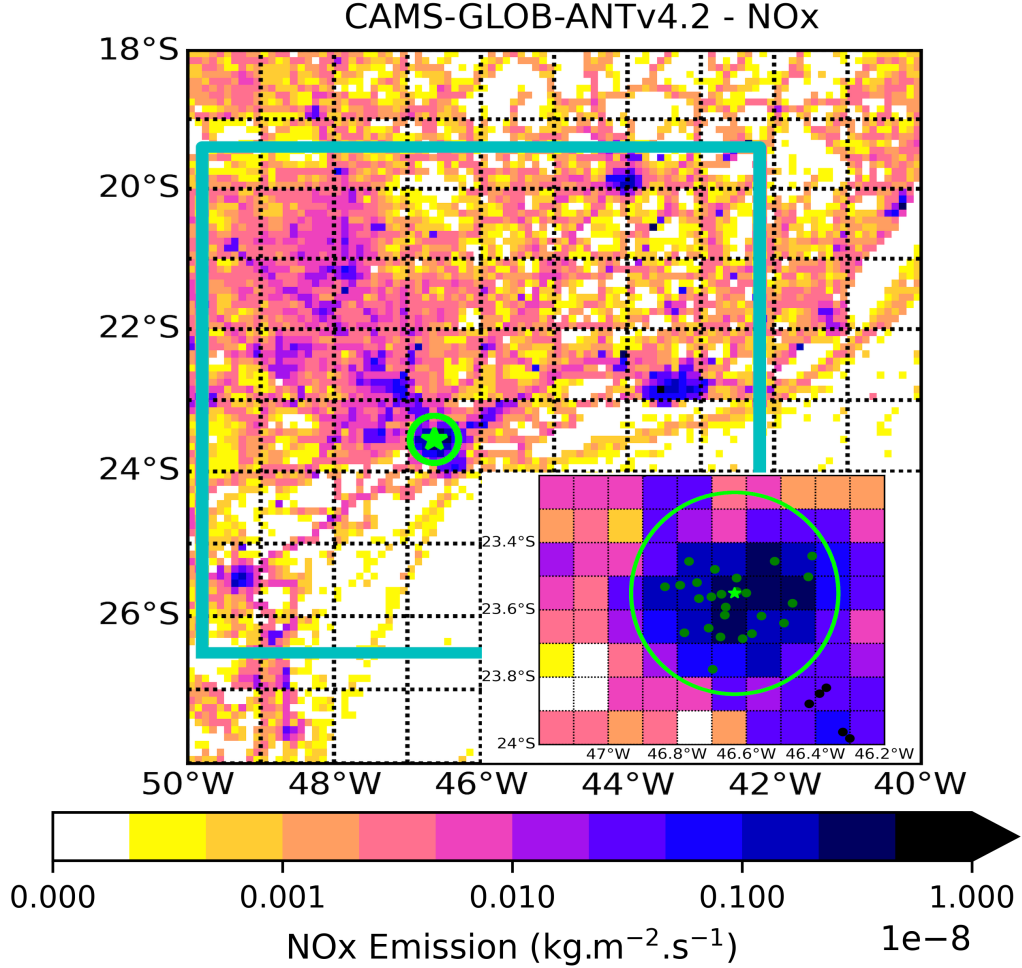 CAMS-GLOB-ANTv4.2 - NOx
18°S
20°S
22°S
24°S
26°S
23.4°S
23.6°S
23.8°S
24°S
47°W 46.8°W 46.6°W 46.4°W 46.2°W
50°W 48°W 46°W 44°W 42°W 40°W
0.000 0.001 0.010 0.100 1.000
NOx Emission (kg.m⁻².s⁻¹)
1e−8